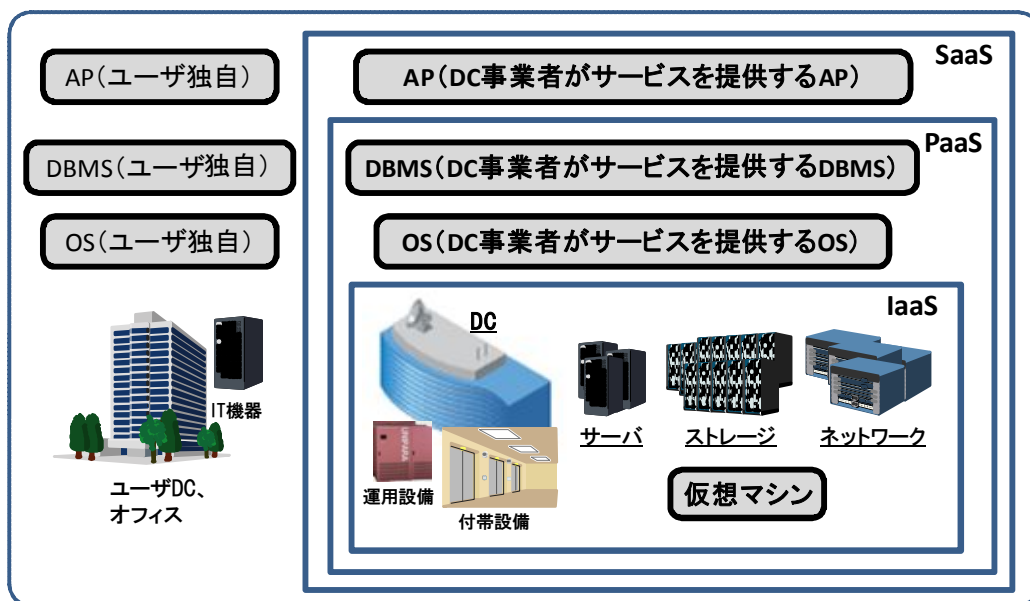 SaaS
AP(ユーザ独自)
AP(DC事業者がサービスを提供するAP)
PaaS
DBMS(ユーザ独自)
DBMS(DC事業者がサービスを提供するDBMS)
OS(ユーザ独自)
OS(DC事業者がサービスを提供するOS)
IaaS
DC
IT機器
サーバ
ストレージ
ネットワーク
ユーザDC、
オフィス
運用設備
付帯設備
仮想マシン